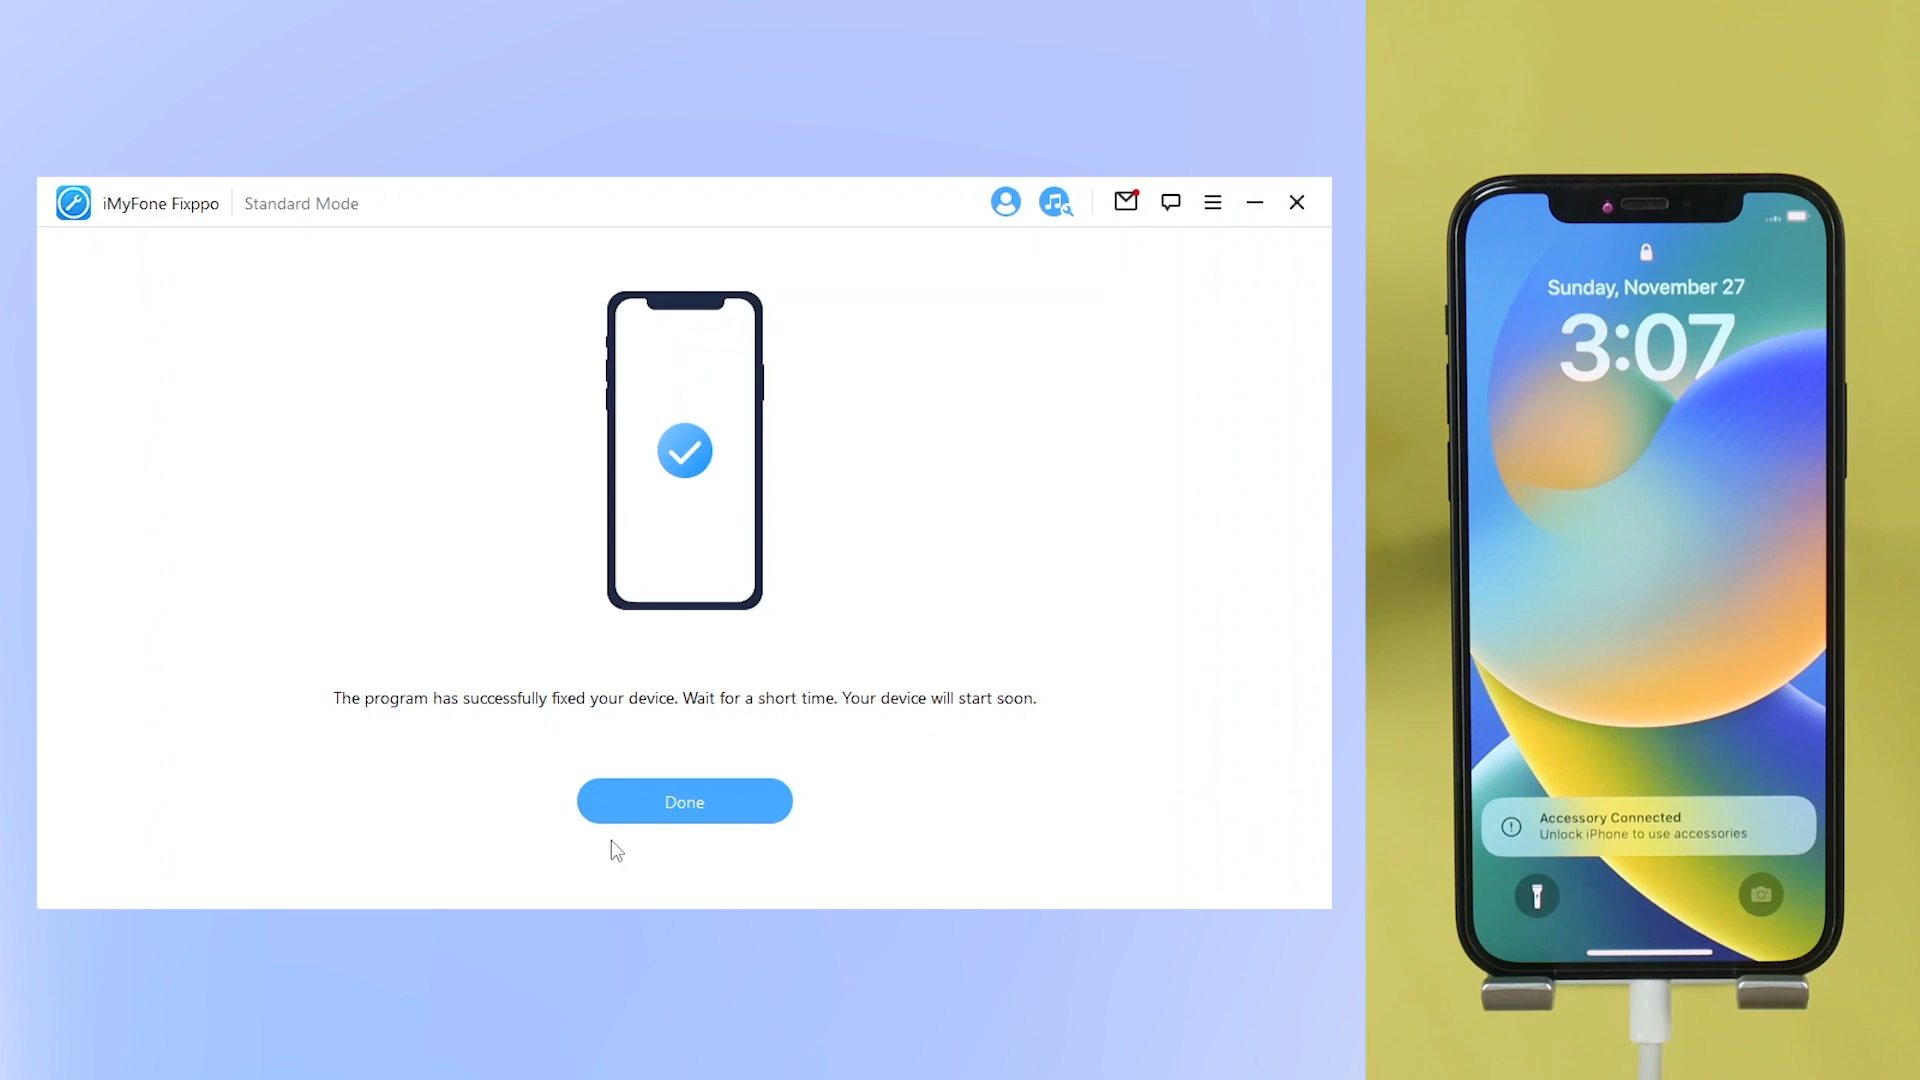 iMyFone Fixppo
Standard Mode
The program has successfully fixed your device. Wait for a short time. Your device will start soon.
Done
Sunday, November 27
3:07
Accessory Connected
Unlock iPhone to use accessories